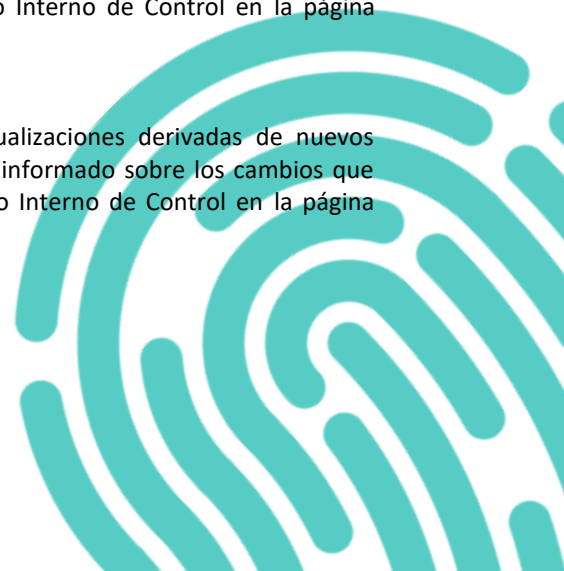 o Interno de Control en la página
ualizaciones derivadas de nuevos
informado sobre los cambios que
o Interno de Control en la página